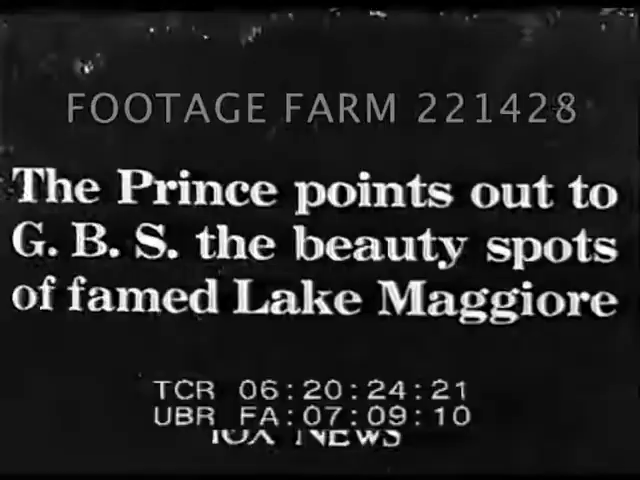 FOOTAGE FARM 221428
The Prince points out to
G. B. S. the beauty spots
of famed Lake Maggiore
TCR 06:20:24:21
UBR FA:07:09:10
NEWS